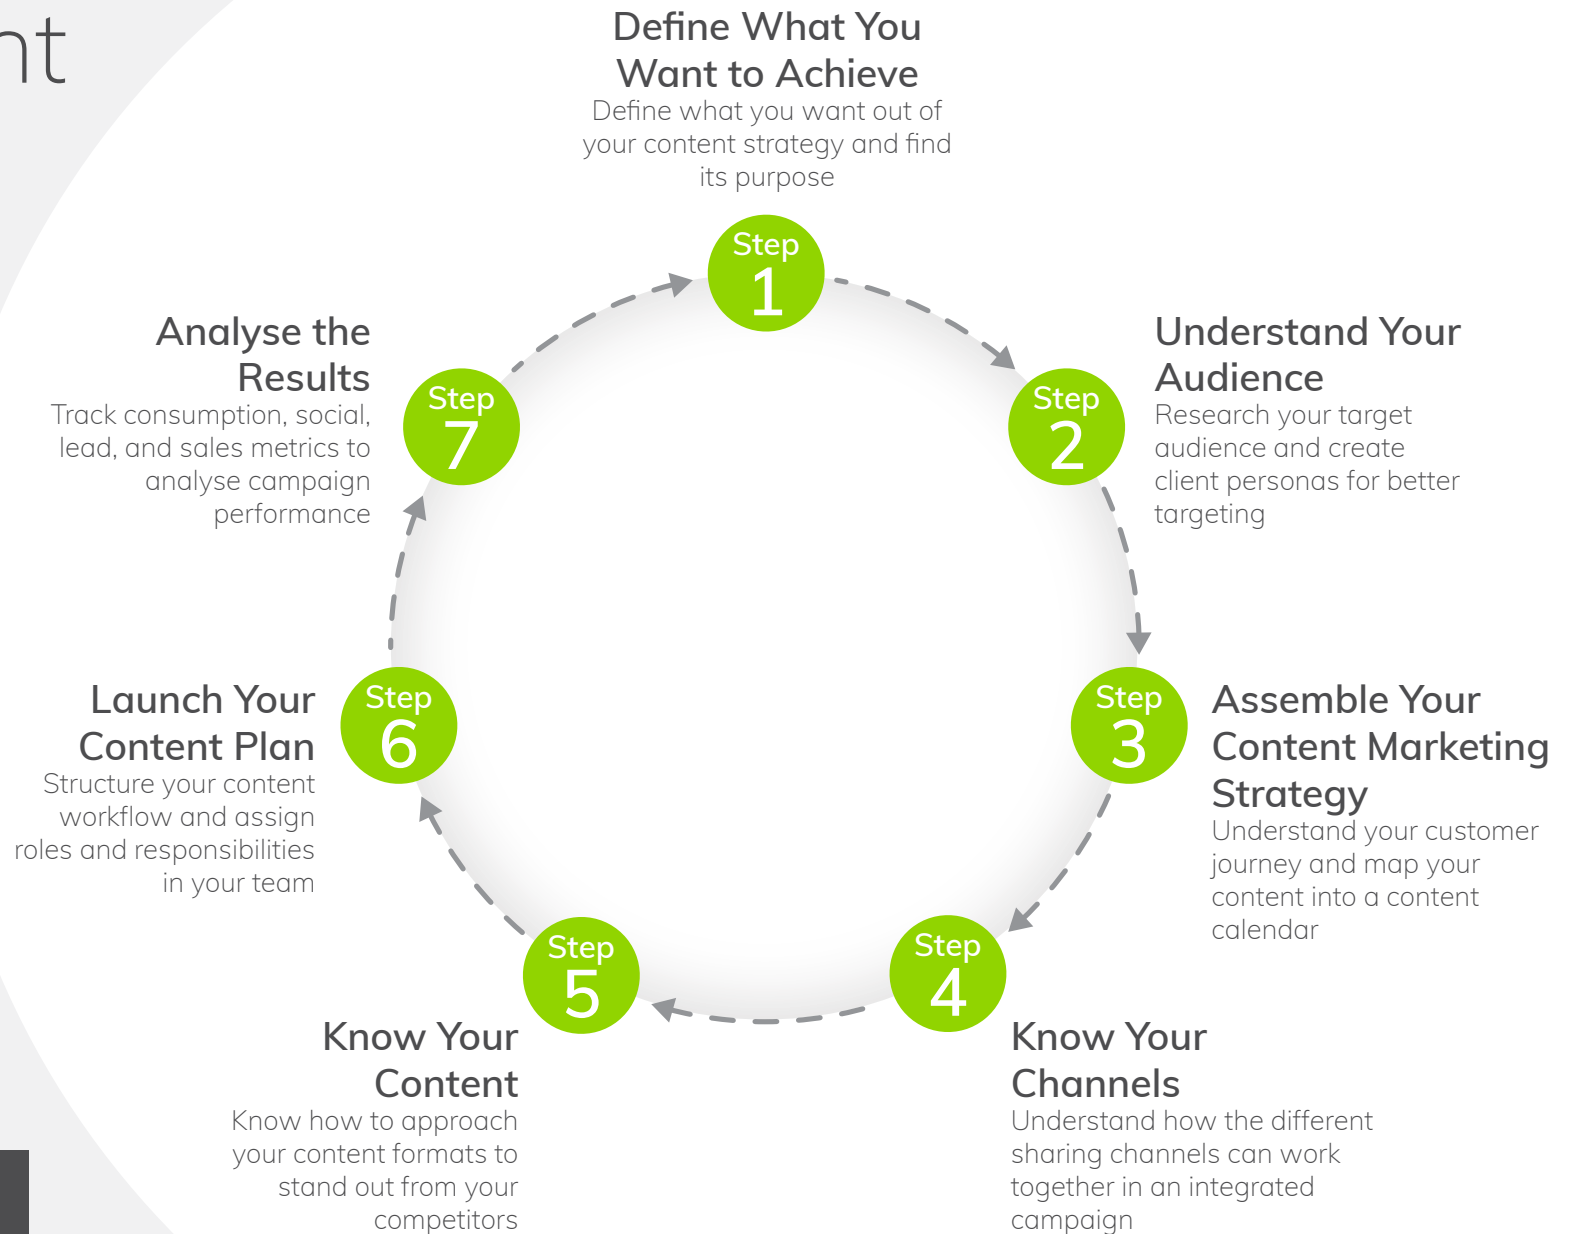 nt
Define What You
Want to Achieve
Define what you want out of
your content strategy and find
its purpose
Step
1
Understand Your
Audience
Research your target
audience and create
client personas for better
targeting
Step
2
Assemble Your
Content Marketing
Strategy
Understand your customer
journey and map your
content into a content
calendar
Step
3
Know Your
Channels
Understand how the different
sharing channels can work
together in an integrated
campaign
Step
4
Know Your
Content
Know how to approach
your content formats to
stand out from your
competitors
Step
5
Launch Your
Content Plan
Structure your content
workflow and assign
roles and responsibilities
in your team
Step
6
Analyse the
Results
Track consumption, social,
lead, and sales metrics to
analyse campaign
performance
Step
7